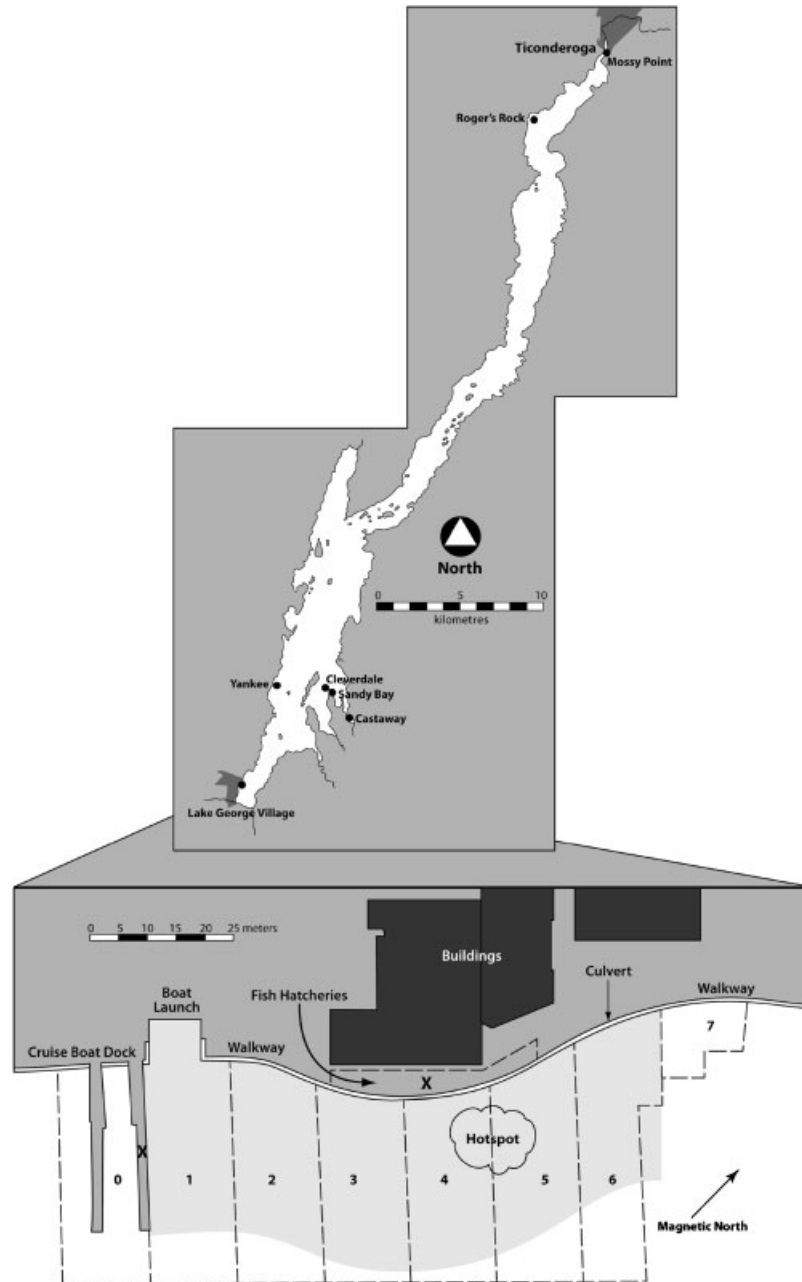 Ticonderoga
Mossy Point
Roger's Rock
North
0 5 10
kilometres
Yankee
Cleverdale
Sandy Bay
Castaway
Lake George Village
0 5 10 15 20 25 meters
Buildings
Culvert
Boat
Launch
Fish Hatcheries
Walkway
7
Cruise Boat Dock
Walkway
X
X
Hotspot
0
1
2
3
4
5
6
Magnetic North